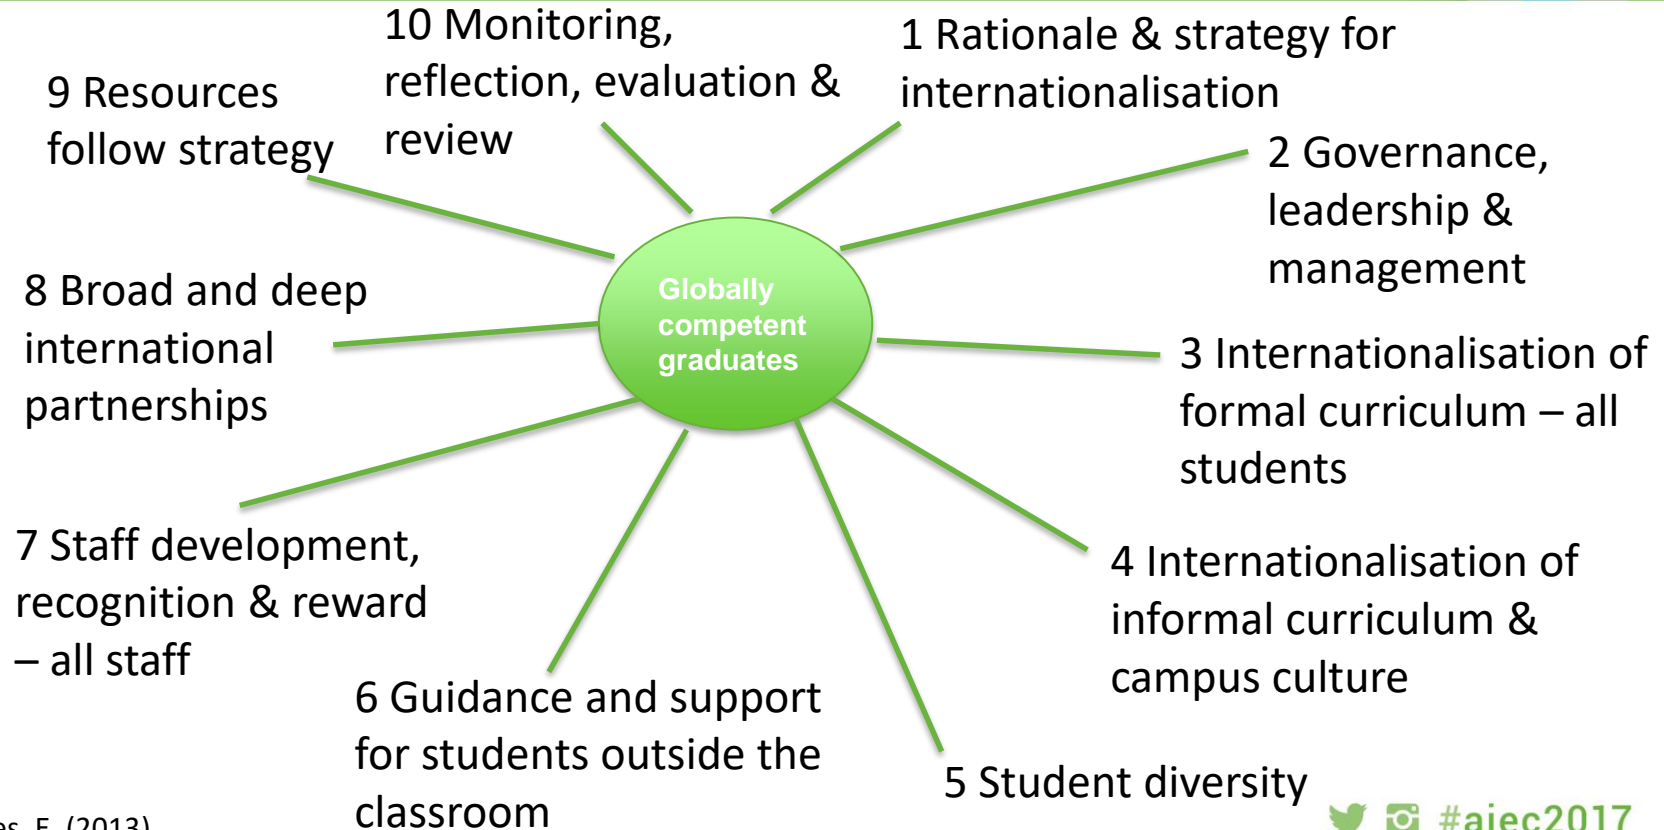 10 Monitoring,
reflection, evaluation &
review
1 Rationale & strategy for
internationalisation
9 Resources
follow strategy
2 Governance,
leadership &
management
Globally
competent
graduates
8 Broad and deep
international
partnerships
3 Internationalisation of
formal curriculum – all
students
7 Staff development,
recognition & reward
– all staff
4 Internationalisation of
informal curriculum &
campus culture
6 Guidance and support
for students outside the
classroom
5 Student diversity
E. (2013)
#aiec2017